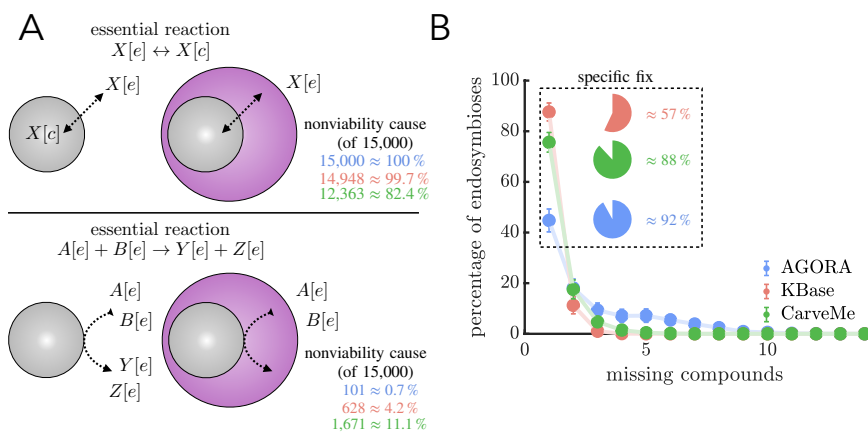 A
essential reaction
X[e] ↔ X[c]
X[e]
X[c]
X[e]
nonviability cause
(of 15,000)
15,000 ≈ 100 %
14,948 ≈ 99.7 %
12,363 ≈ 82.4 %
essential reaction
A[e] + B[e] → Y[e] + Z[e]
A[e]
B[e]
Y[e]
Z[e]
A[e]
B[e]
nonviability cause
(of 15,000)
101 ≈ 0.7 %
628 ≈ 4.2 %
1,671 ≈ 11.1 %
B
specific fix
≈ 57 %
≈ 88 %
≈ 92 %
AGORA
KBase
CarveMe
percentage of endosymbioses
100
80
60
40
20
0
0 5 10
missing compounds